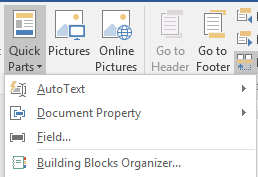 Quick Parts
Pictures
Online Pictures
Go to Header
Go to Footer
AutoText
Document Property
Field...
Building Blocks Organizer...